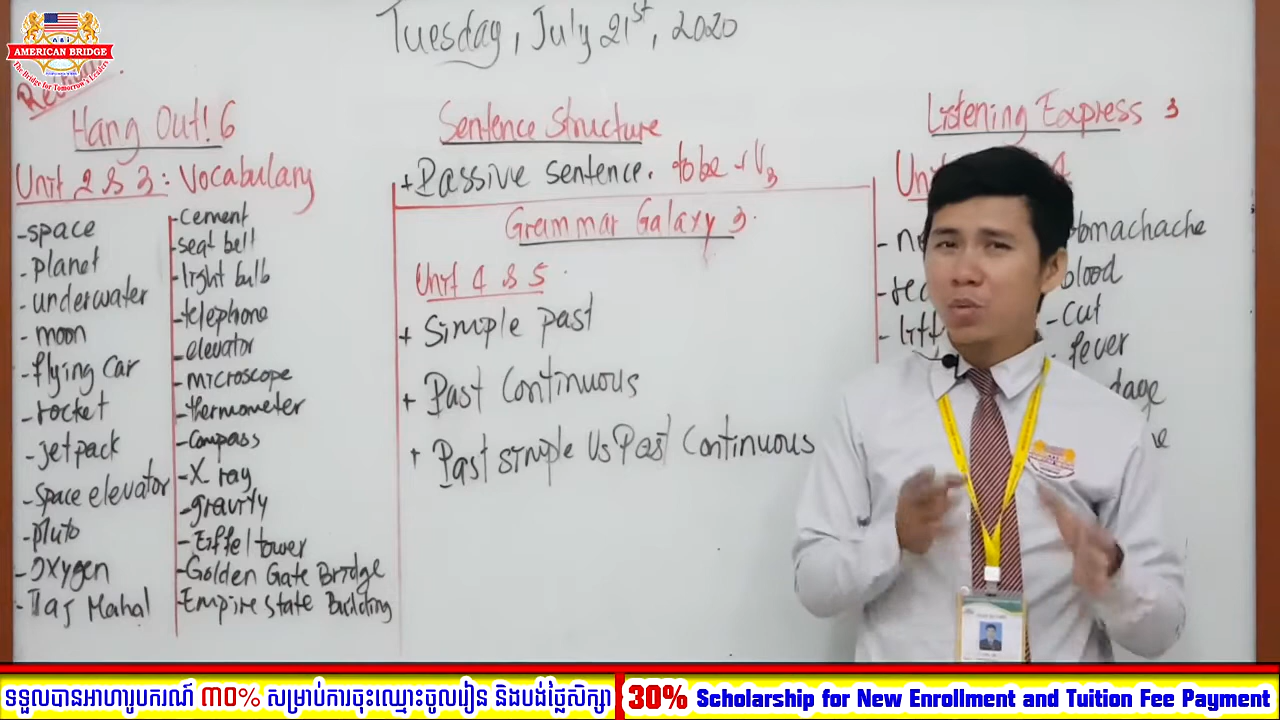 AMERICAN BRIDGE
The Bridge for Tomorrow's Leaders
Tuesday, July 21st, 2020
Hang Out! 6
Unit 2 & 3: Vocabulary
-space
-planet
-underwater
-moon
-flying car
-rocket
-jetpack
-space elevator
-pluto
-oxygen
-Taj Mahal
-cement
-seat belt
-light bulb
-telephone
-elevator
-microscope
-thermometer
-compass
-X ray
-gravity
-Eiffel tower
-Golden Gate Bridge
-Empire State Building
Sentence Structure
+Passive sentence. to be + V3
Grammar Galaxy 3.
Unit 4 & 5.
+ Simple past
+ Past Continuous
+ Past simple Vs Past Continuous
Listening Express 3
4
blood
-cut
-fever
ទទួលបានអាហារូបករណ៍ ៣០% សម្រាប់ការចុះឈ្មោះចូលរៀន និងបង់ថ្លៃសិក្សា
30% Scholarship for New Enrollment and Tuition Fee Payment